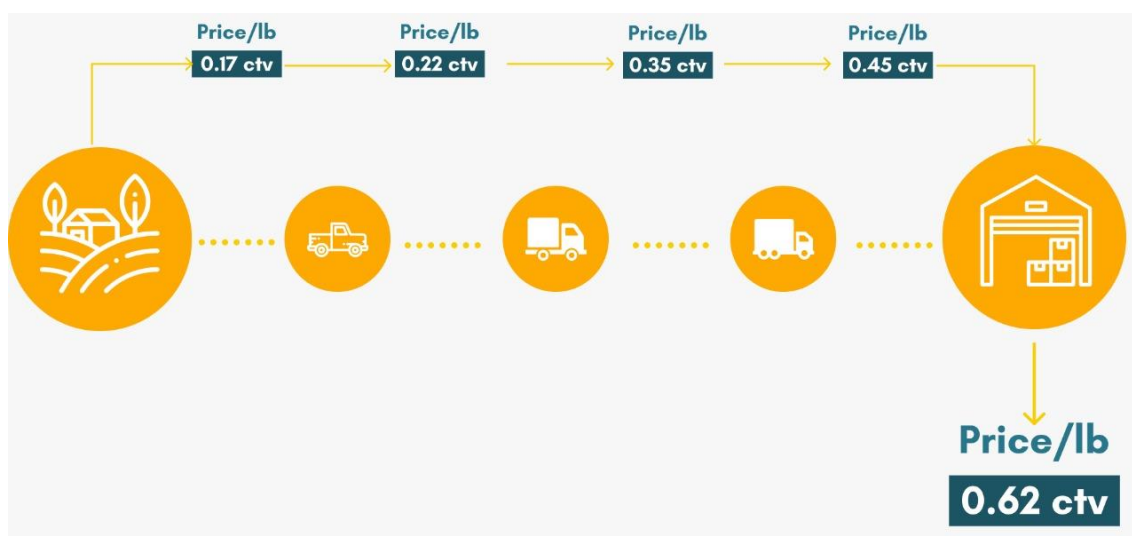 Price/lb
0.17 ctv
Price/lb
0.22 ctv
Price/lb
0.35 ctv
Price/lb
0.45 ctv
Price/lb
0.62 ctv